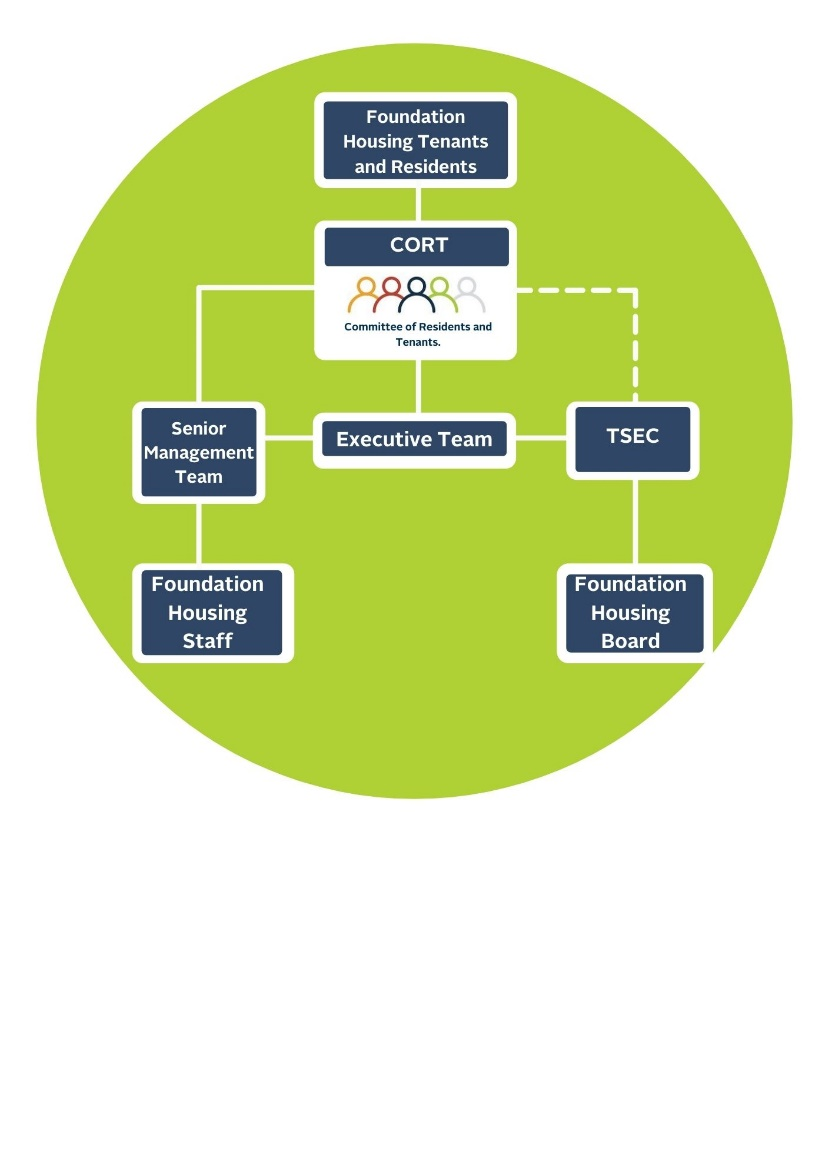 Foundation
Housing Tenants
and Residents
CORT
Committee of Residents and
Tenants.
Senior
Management
Team
Executive Team
TSEC
Foundation
Housing
Staff
Foundation
Housing
Board